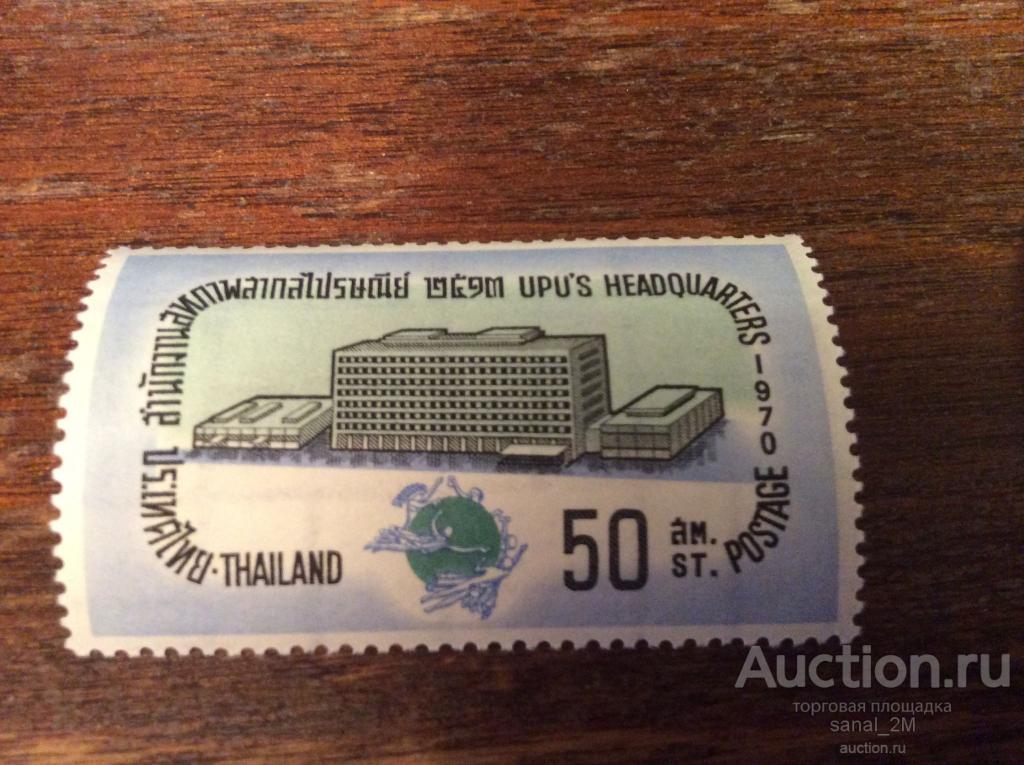 ประเทศไทย · THAILAND
สำนักงานสหภาพสากลไปรษณีย์ ๒๕๑๓ UPU'S HEADQUARTERS - 1970
POSTAGE
50 สต.
ST.
Auction.ru
торговая площадка
sanal_2M
auction.ru